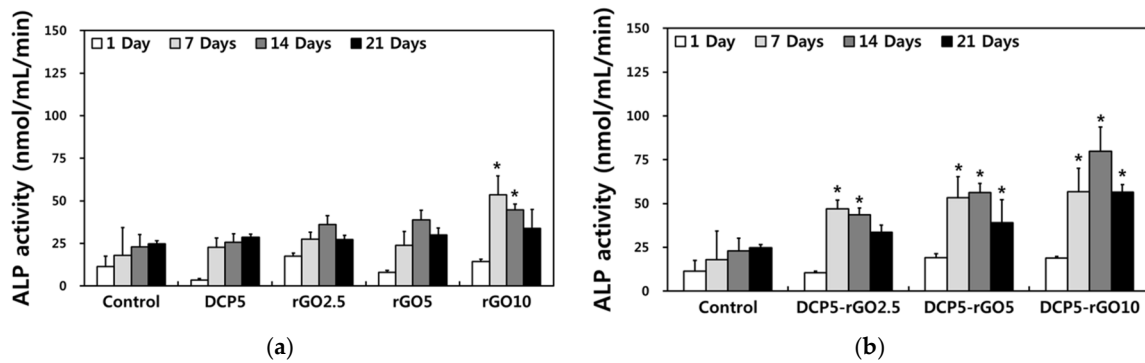 ALP activity (nmol/mL/min)
150
125
100
75
50
25
0
1 Day 7 Days 14 Days 21 Days
* *
Control DCP5 rGO2.5 rGO5 rGO10
(a)
ALP activity (nmol/mL/min)
150
125
100
75
50
25
0
1 Day 7 Days 14 Days 21 Days
* * * * * * * *
Control DCP5-rGO2.5 DCP5-rGO5 DCP5-rGO10
(b)